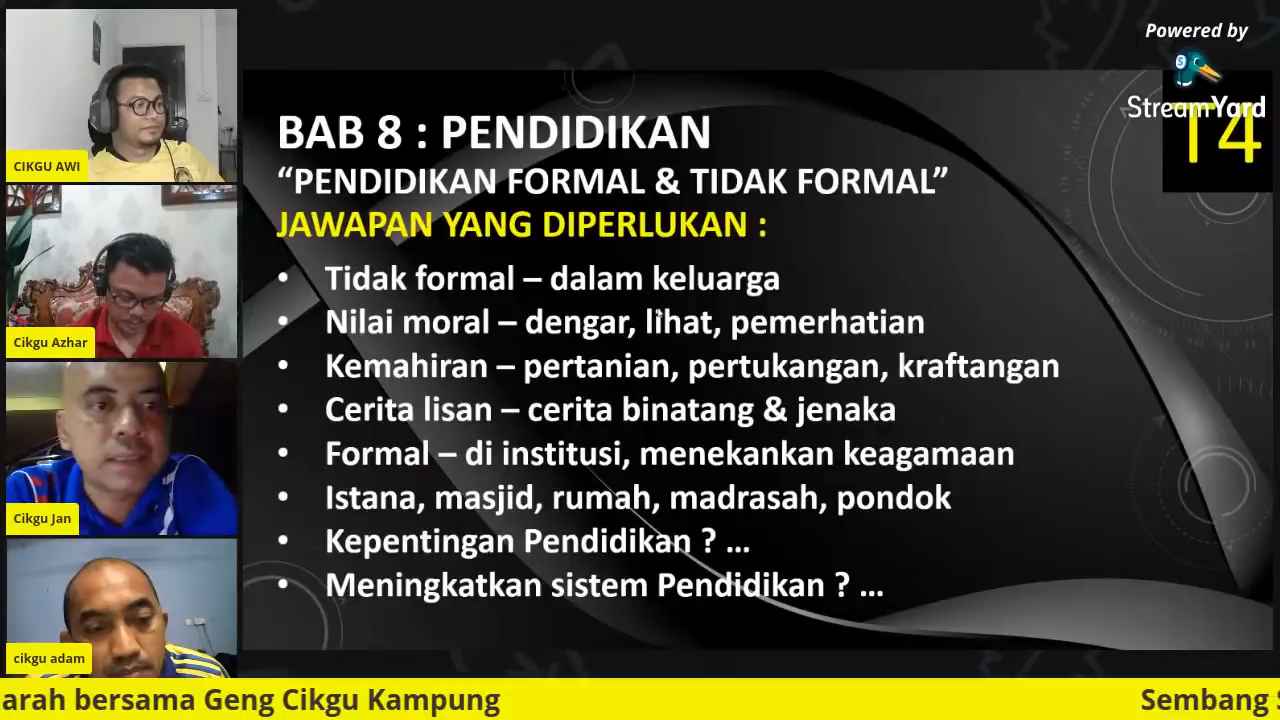 Powered by
StreamYard
T4
CIKGU AWI
Cikgu Azhar
Cikgu Jan
cikgu adam
BAB 8 : PENDIDIKAN
“PENDIDIKAN FORMAL & TIDAK FORMAL”
JAWAPAN YANG DIPERLUKAN :
• Tidak formal – dalam keluarga
• Nilai moral – dengar, lihat, pemerhatian
• Kemahiran – pertanian, pertukangan, kraftangan
• Cerita lisan – cerita binatang & jenaka
• Formal – di institusi, menekankan keagamaan
• Istana, masjid, rumah, madrasah, pondok
• Kepentingan Pendidikan ? ...
• Meningkatkan sistem Pendidikan ? ...
arah bersama Geng Cikgu Kampung
Sembang